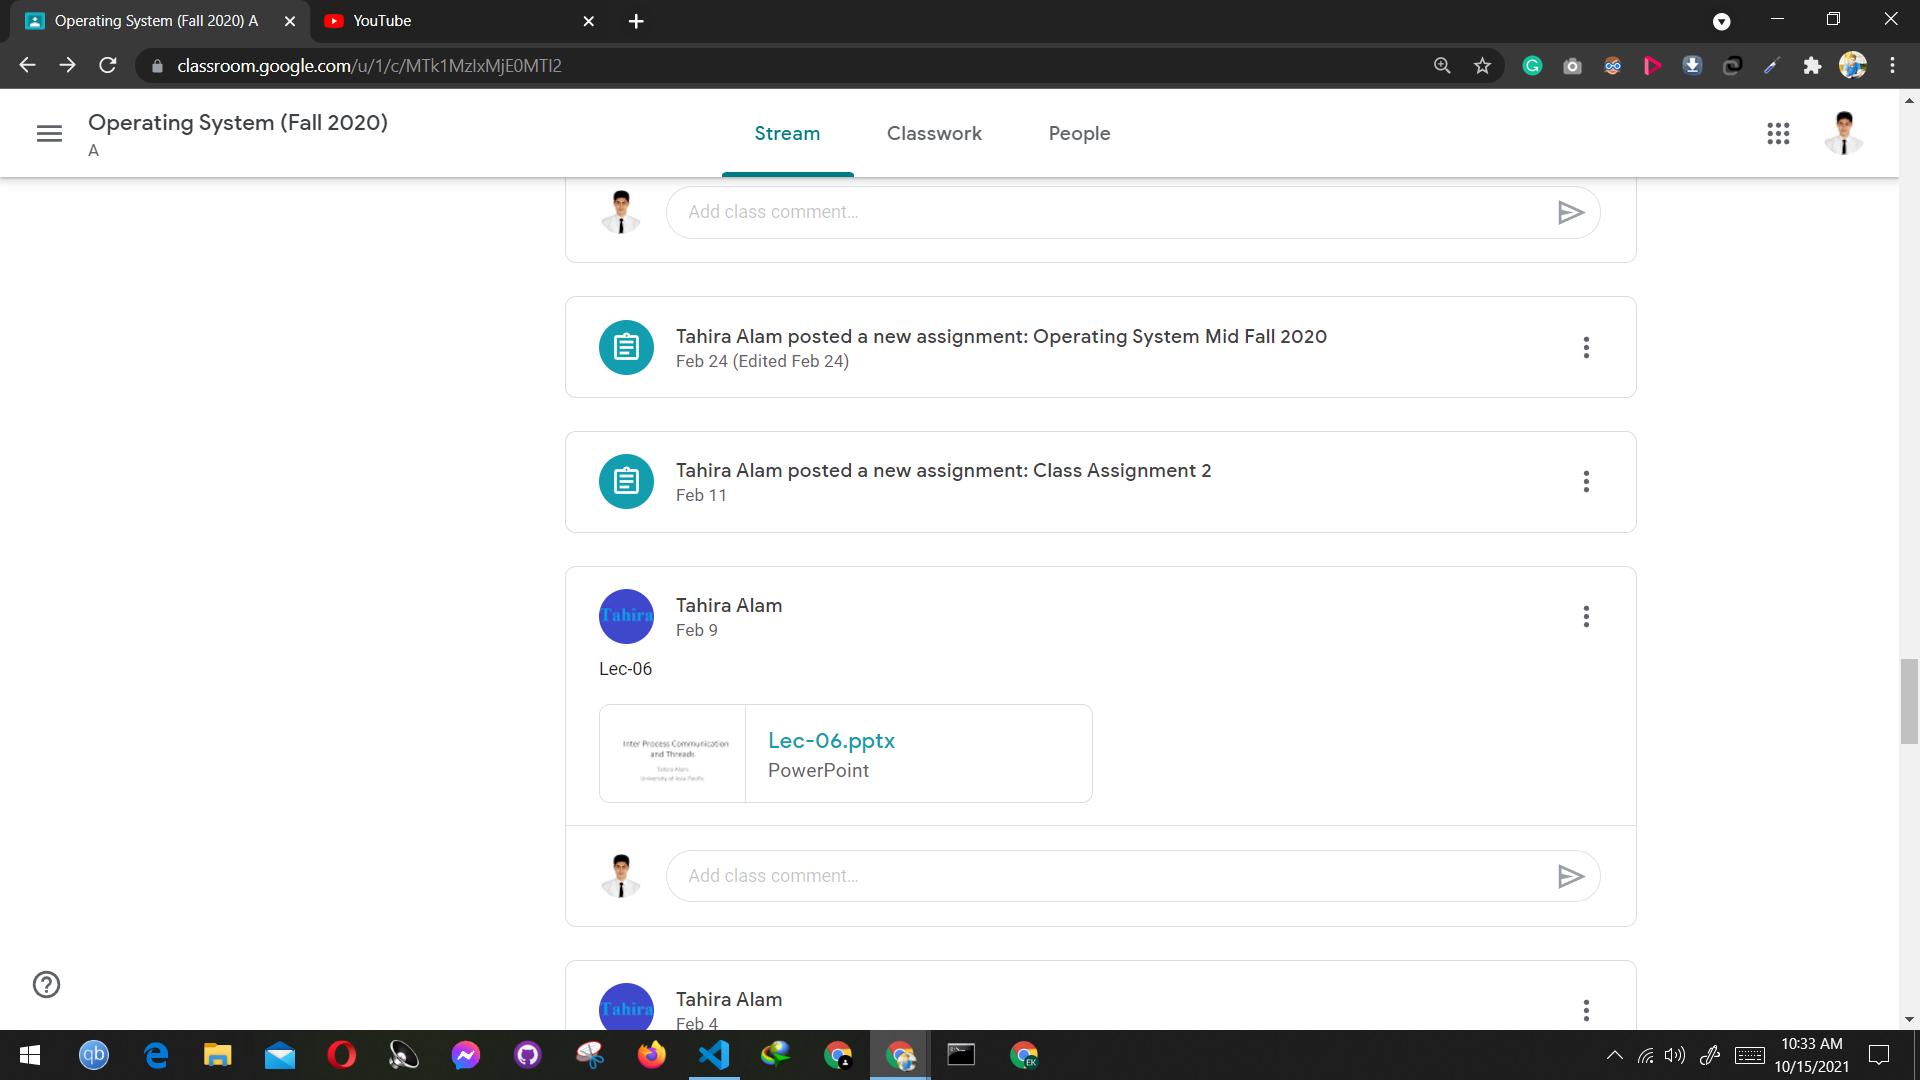 Operating System (Fall 2020) A
YouTube
classroom.google.com/u/1/c/MTk1MzIxMjE0MTI2
Operating System (Fall 2020)
A
Stream
Classwork
People
Add class comment…
Tahira Alam posted a new assignment: Operating System Mid Fall 2020
Feb 24 (Edited Feb 24)
Tahira Alam posted a new assignment: Class Assignment 2
Feb 11
Tahira
Tahira Alam
Feb 9
Lec-06
Inter Process Communication
and Threads
Tahira Alam
University of Asia Pacific
Lec-06.pptx
PowerPoint
Add class comment…
Tahira
Tahira Alam
Feb 4
qb
EK
10:33 AM
10/15/2021